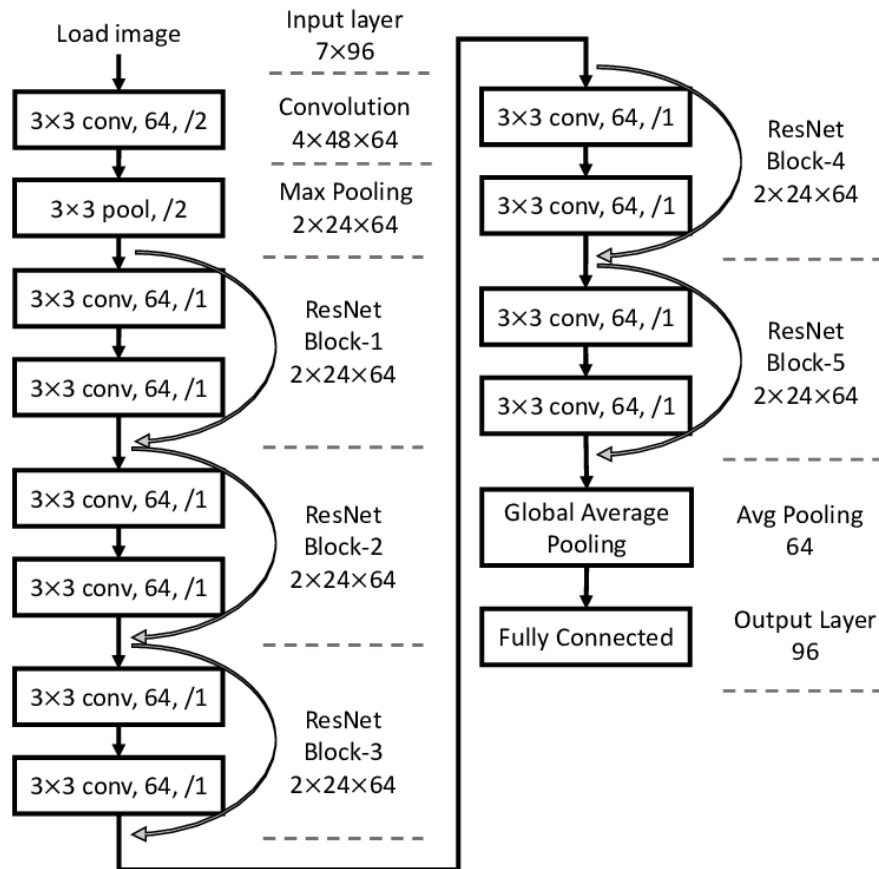 Load image
Input layer
7×96
3×3 conv, 64, /2
Convolution
4×48×64
3×3 pool, /2
Max Pooling
2×24×64
3×3 conv, 64, /1
3×3 conv, 64, /1
ResNet
Block-1
2×24×64
3×3 conv, 64, /1
3×3 conv, 64, /1
ResNet
Block-2
2×24×64
3×3 conv, 64, /1
3×3 conv, 64, /1
ResNet
Block-3
2×24×64
3×3 conv, 64, /1
3×3 conv, 64, /1
ResNet
Block-4
2×24×64
3×3 conv, 64, /1
3×3 conv, 64, /1
ResNet
Block-5
2×24×64
Global Average
Pooling
Avg Pooling
64
Fully Connected
Output Layer
96